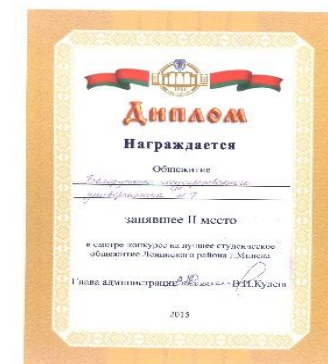 Диплом
Награждается
Общежитие
Белорусского государственного
университета № 7
занявшее II место
в смотре-конкурсе на лучшее студенческое
общежитие Ленинского района г.Минска
Глава администрации В.И.Кулеш
2015